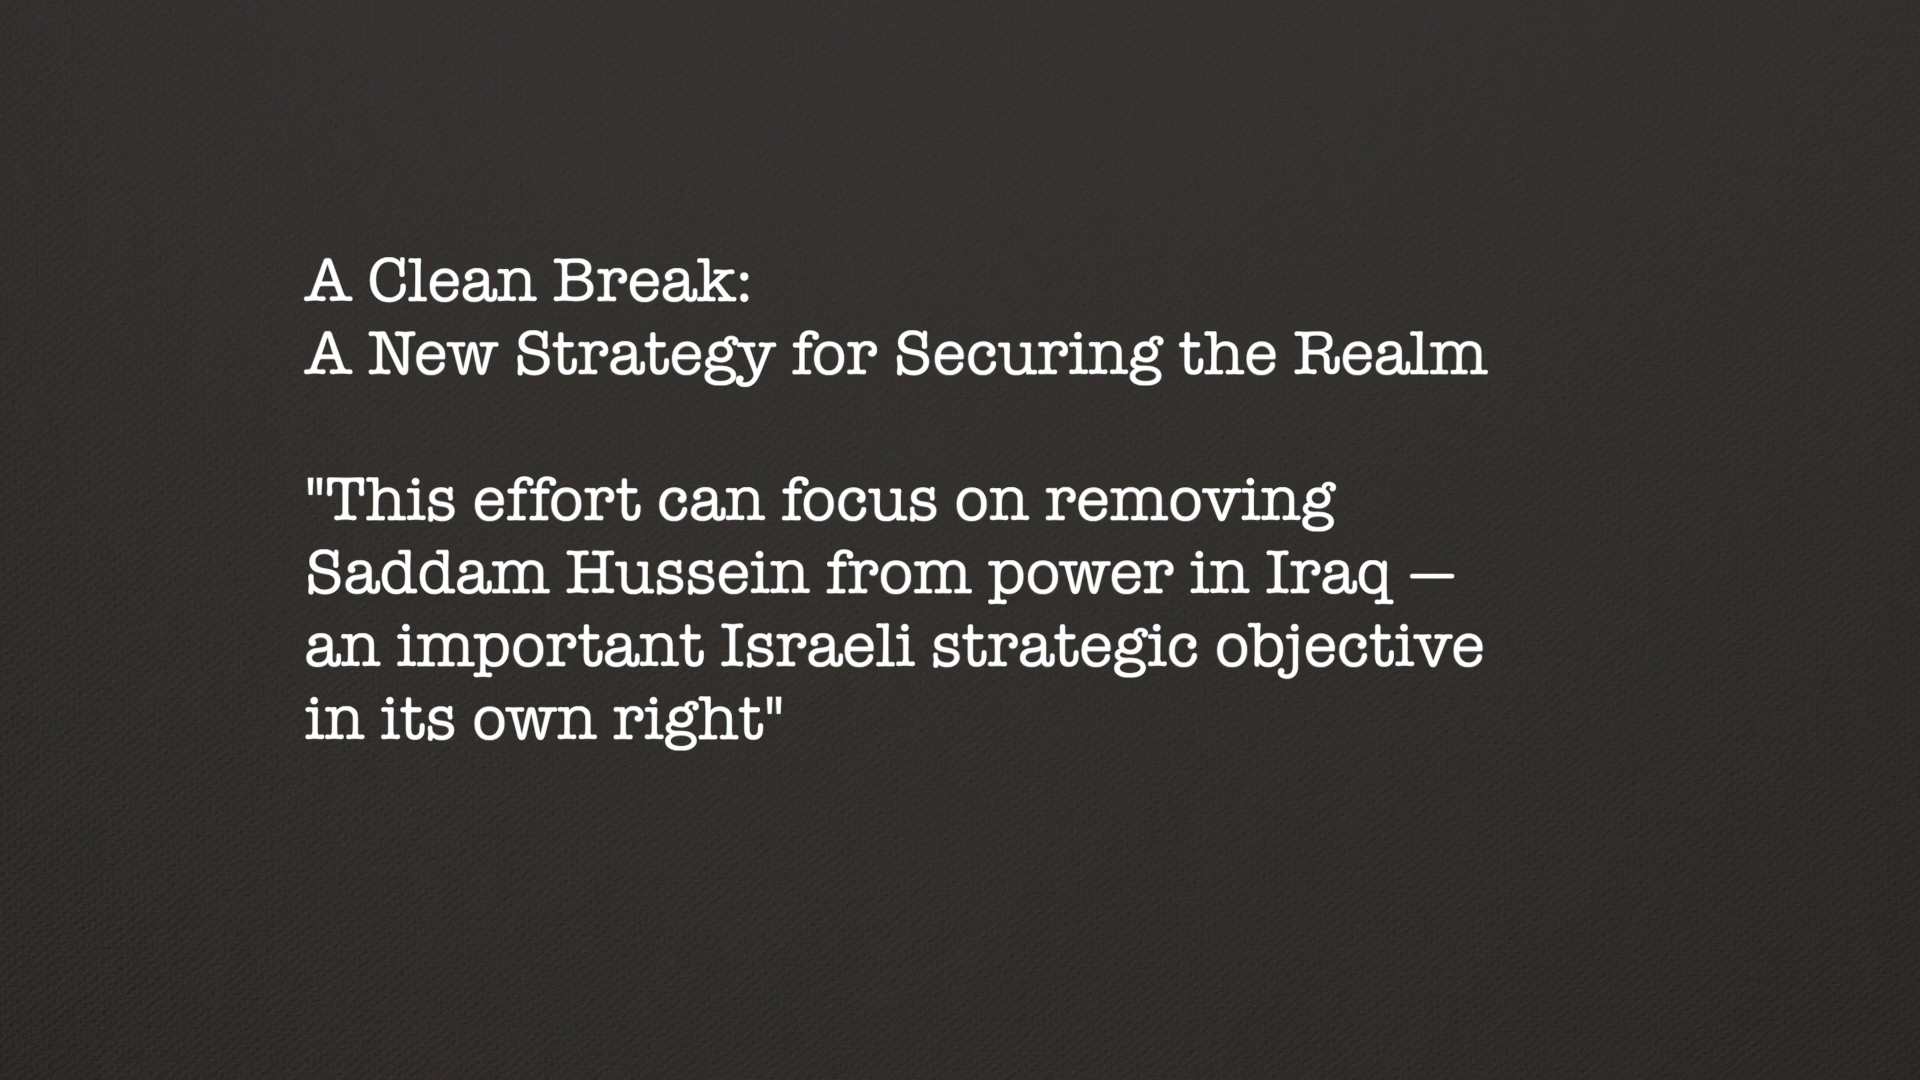 A Clean Break:
A New Strategy for Securing the Realm
"This effort can focus on removing
Saddam Hussein from power in Iraq —
an important Israeli strategic objective
in its own right"